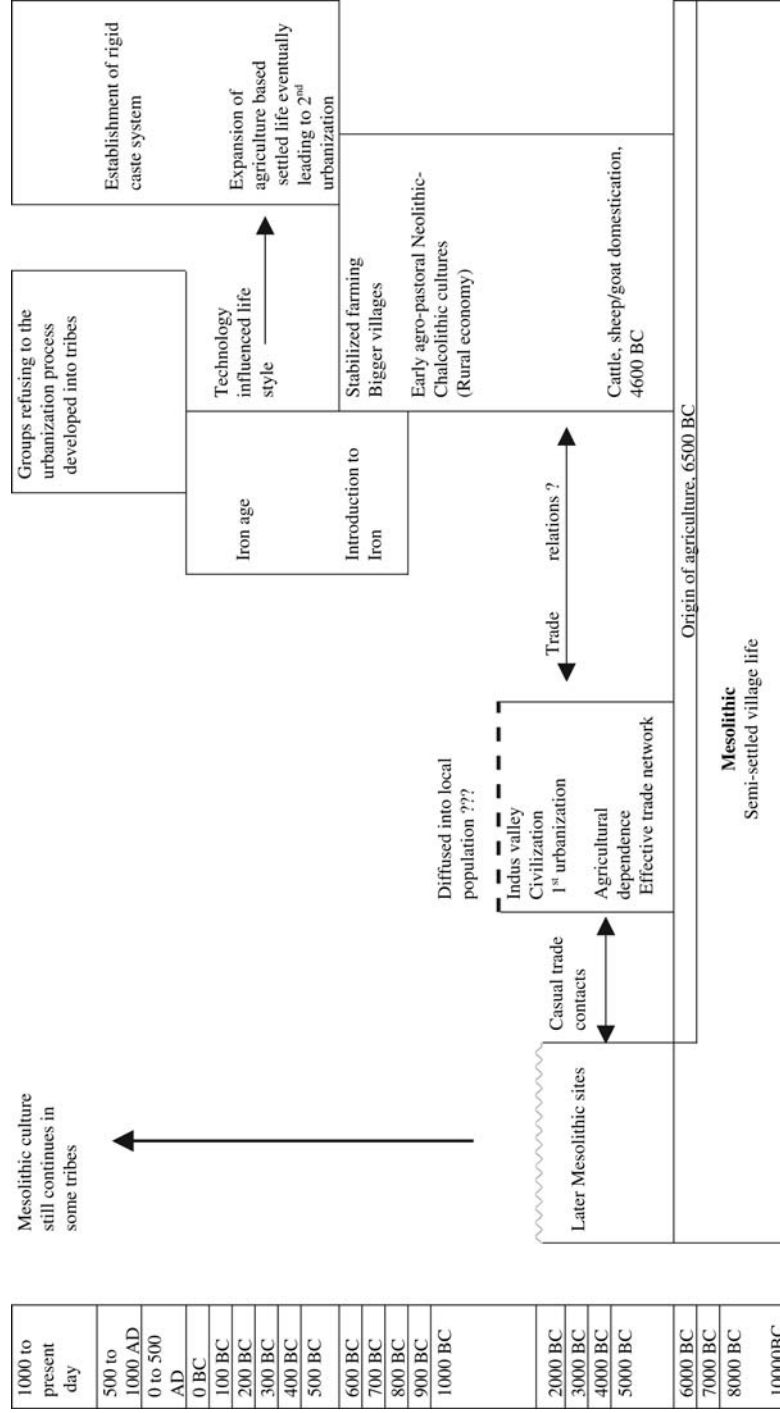 1000 to
present
day
500 to
1000 AD
0 to 500
AD
0 BC
100 BC
200 BC
300 BC
400 BC
500 BC
600 BC
700 BC
800 BC
900 BC
1000 BC
2000 BC
3000 BC
4000 BC
5000 BC
6000 BC
7000 BC
8000 BC
10000BC
Mesolithic culture
still continues in
some tribes
Later Mesolithic sites
Casual trade
contacts
Diffused into local
population ???
Indus valley
Civilization
1st urbanization
Agricultural
dependence
Effective trade network
Trade relations ?
Groups refusing to the
urbanization process
developed into tribes
Iron age
Introduction to
Iron
Technology
influenced life
style
Establishment of rigid
caste system
Expansion of
agriculture based
settled life eventually
leading to 2nd
urbanization
Stabilized farming
Bigger villages
Early agro-pastoral Neolithic-
Chalcolithic cultures
(Rural economy)
Cattle, sheep/goat domestication,
4600 BC
Origin of agriculture, 6500 BC
Mesolithic
Semi-settled village life